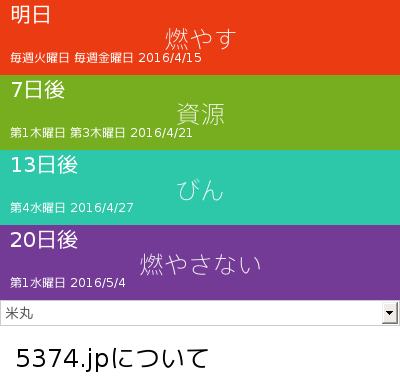 明日
燃やす
毎週火曜日 毎週金曜日 2016/4/15
7日後
資源
第1木曜日 第3木曜日 2016/4/21
13日後
びん
第4水曜日 2016/4/27
20日後
燃やさない
第1水曜日 2016/5/4
米丸
5374.jpについて